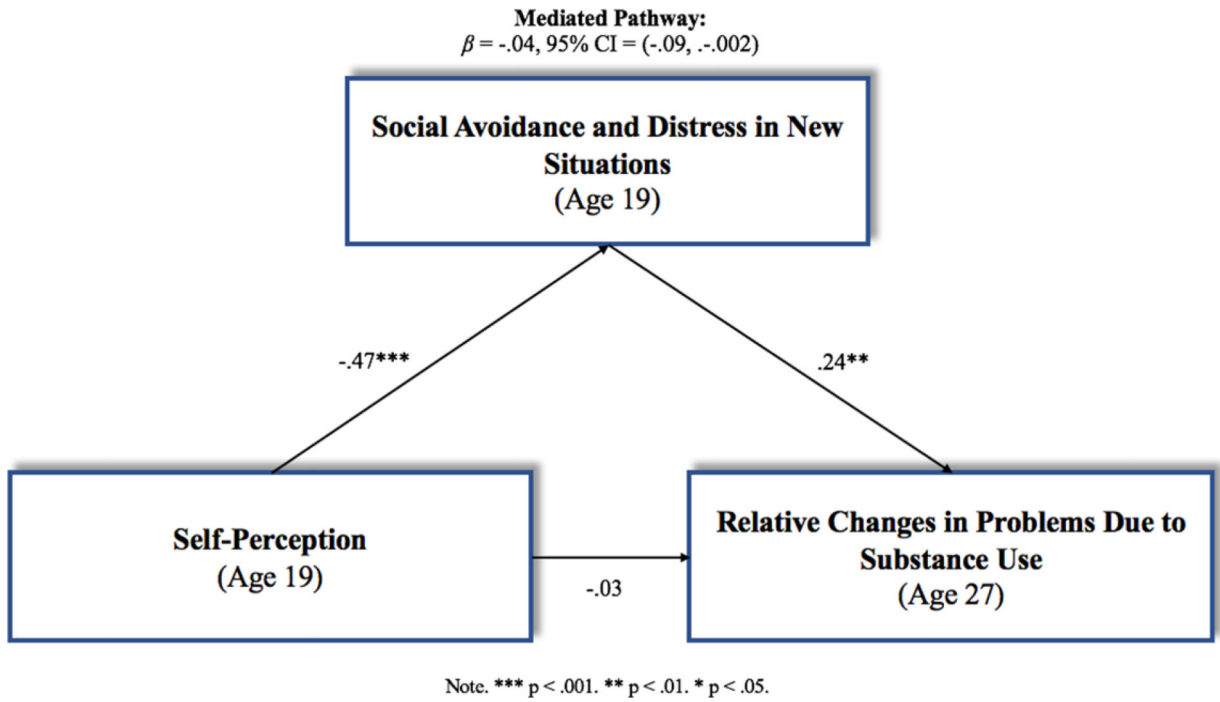 Mediated Pathway:
β = -.04, 95% CI = (-.09, .-.002)
Social Avoidance and Distress in New
Situations
(Age 19)
-.47***
.24**
Self-Perception
(Age 19)
-.03
Relative Changes in Problems Due to
Substance Use
(Age 27)
Note. *** p < .001. ** p < .01. * p < .05.